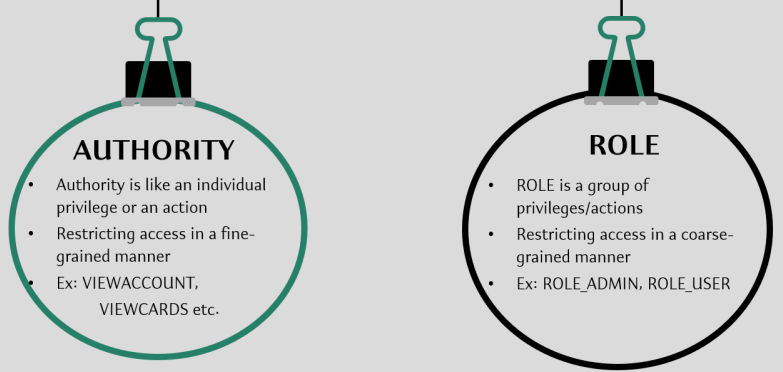 AUTHORITY
• Authority is like an individual
privilege or an action
• Restricting access in a fine-
grained manner
• Ex: VIEWACCOUNT,
VIEWCARDS etc.
ROLE
• ROLE is a group of
privileges/actions
• Restricting access in a coarse-
grained manner
• Ex: ROLE_ADMIN, ROLE_USER